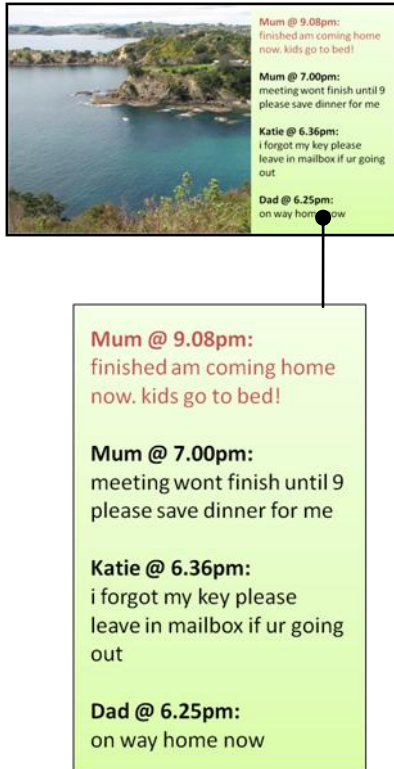 Mum @ 9.08pm:
finished am coming home
now. kids go to bed!
Mum @ 7.00pm:
meeting wont finish until 9
please save dinner for me
Katie @ 6.36pm:
i forgot my key please
leave in mailbox if ur going
out
Dad @ 6.25pm:
on way home now
Mum @ 9.08pm:
finished am coming home
now. kids go to bed!
Mum @ 7.00pm:
meeting wont finish until 9
please save dinner for me
Katie @ 6.36pm:
i forgot my key please
leave in mailbox if ur going
out
Dad @ 6.25pm:
on way home now